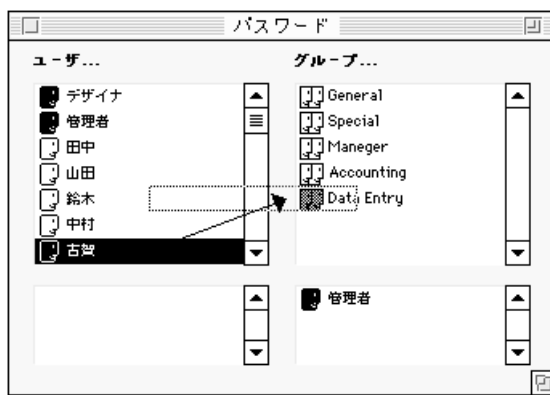 パスワード
ユーザ...
デザイナ
管理者
田中
山田
鈴木
中村
古賀
グループ...
General
Special
Maneger
Accounting
Data Entry
管理者